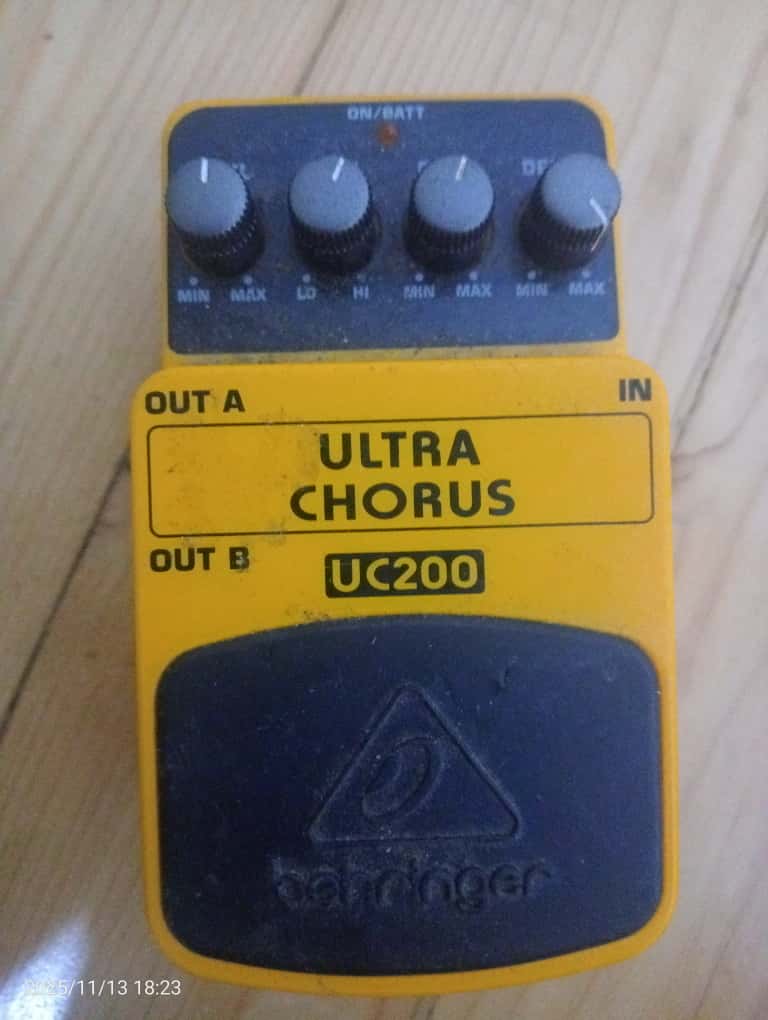 ON/BATT
MIN MAX LO HI MIN MAX MIN MAX
OUT A IN
ULTRA
CHORUS
OUT B
UC200
behringer
2025/11/13 18:23